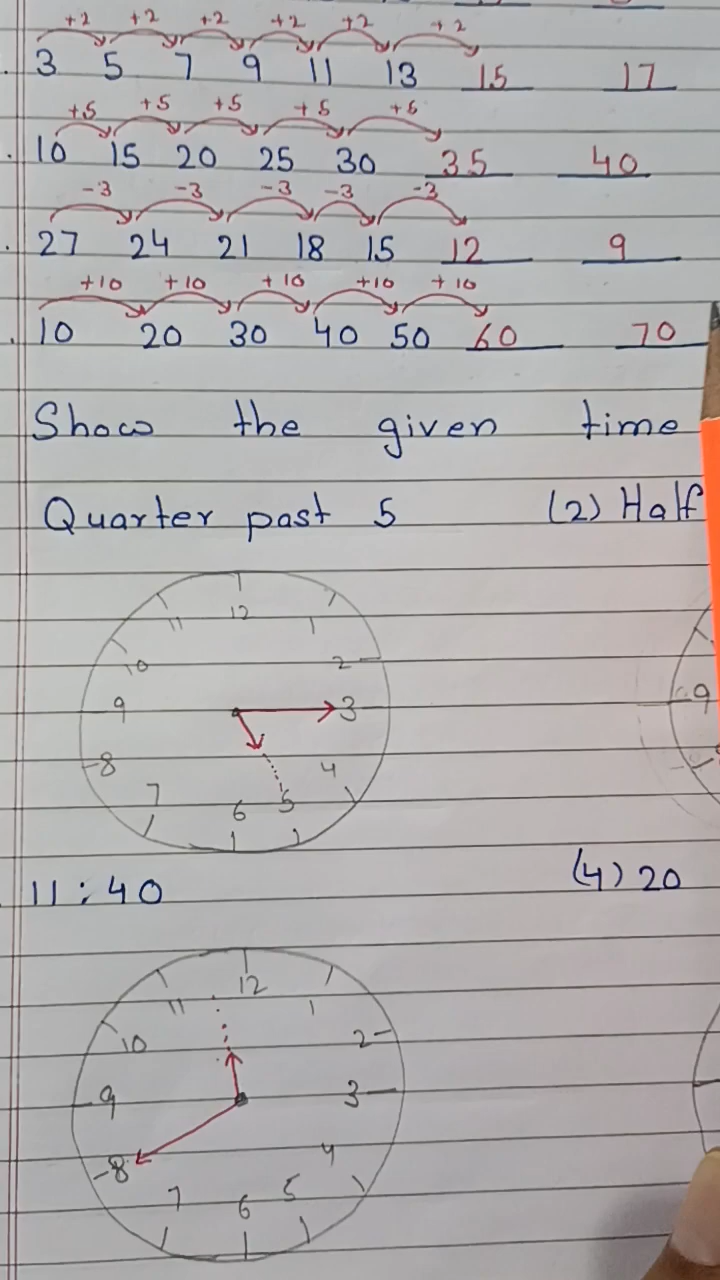 +2 +2 +2 +2 +2 +2
3 5 7 9 11 13 15 17
+5 +5 +5 +5 +5
10 15 20 25 30 35 40
-3 -3 -3 -3 -3
27 24 21 18 15 12 9
+10 +10 +10 +10 +10
10 20 30 40 50 60 70
Show the given time
Quarter past 5 (2) Half
12
11 1
10 2
9 3
8 4
7 5
6
9
11:40 (4) 20
12
11 1
10 2
9 3
8 4
7 5
6